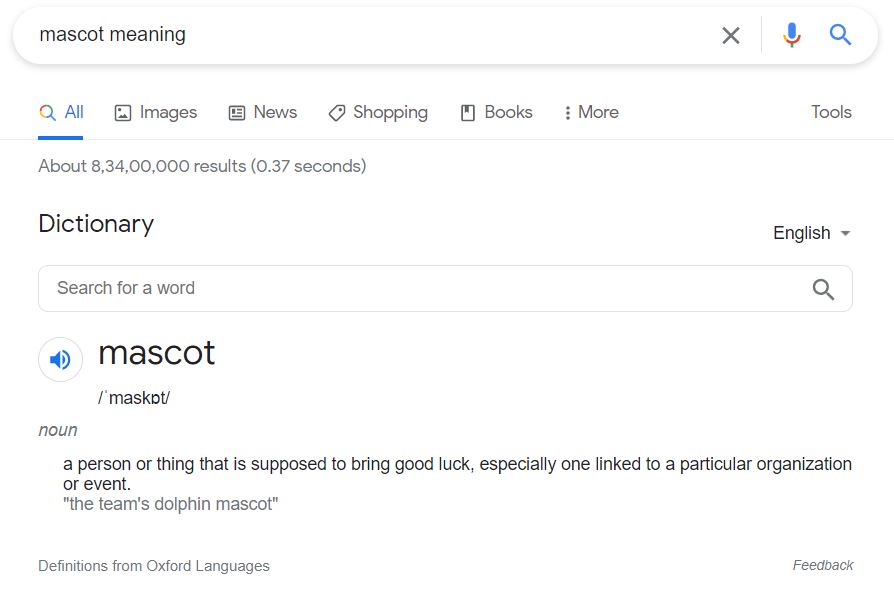 mascot meaning
All Images News Shopping Books More Tools
About 8,34,00,000 results (0.37 seconds)
Dictionary
English
Search for a word
mascot
/ˈmaskɒt/
noun
a person or thing that is supposed to bring good luck, especially one linked to a particular organization
or event.
"the team's dolphin mascot"
Definitions from Oxford Languages
Feedback